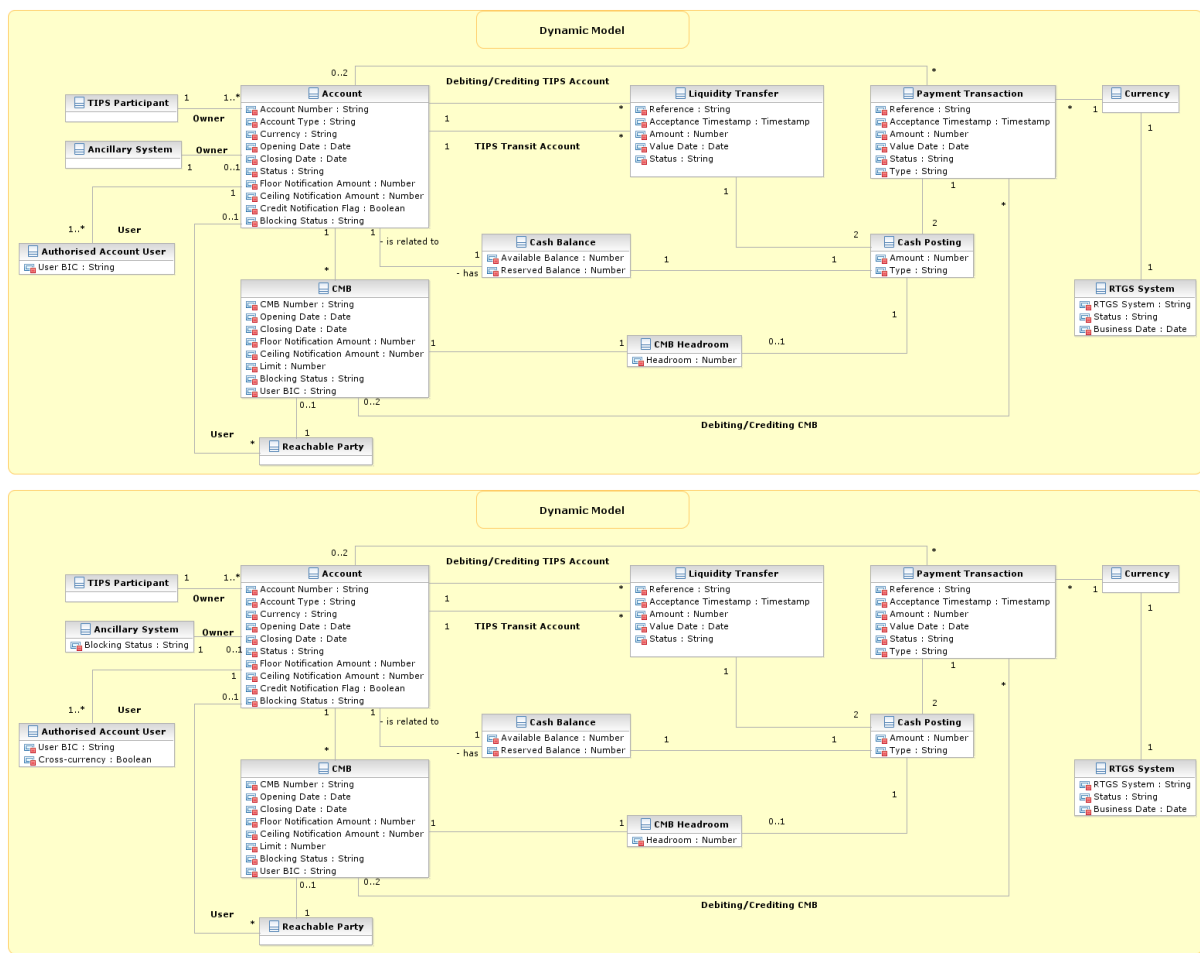 Dynamic Model
0..2
*
Debiting/Crediting TIPS Account
TIPS Participant
1
1..*
Owner
Account
Account Number : String
Account Type : String
Currency : String
Opening Date : Date
Closing Date : Date
Status : String
Floor Notification Amount : Number
Ceiling Notification Amount : Number
Credit Notification Flag : Boolean
Blocking Status : String
1
*
1
*
TIPS Transit Account
Liquidity Transfer
Reference : String
Acceptance Timestamp : Timestamp
Amount : Number
Value Date : Date
Status : String
Payment Transaction
Reference : String
Acceptance Timestamp : Timestamp
Amount : Number
Value Date : Date
Status : String
Type : String
*
1
Currency
1
Ancillary System
Owner
1
0..1
1
0..1
1..*
User
Authorised Account User
User BIC : String
1
1
- is related to
1
- has
Cash Balance
Available Balance : Number
Reserved Balance : Number
1
1
1
2
1
2
*
Cash Posting
Amount : Number
Type : String
1
RTGS System
RTGS System : String
Status : String
Business Date : Date
*
CMB
CMB Number : String
Opening Date : Date
Closing Date : Date
Floor Notification Amount : Number
Ceiling Notification Amount : Number
Limit : Number
Blocking Status : String
User BIC : String
1
1
CMB Headroom
Headroom : Number
0..1
1
0..1
0..2
Debiting/Crediting CMB
User
*
1
Reachable Party
Dynamic Model
0..2
*
Debiting/Crediting TIPS Account
TIPS Participant
1
1..*
Owner
Account
Account Number : String
Account Type : String
Currency : String
Opening Date : Date
Closing Date : Date
Status : String
Floor Notification Amount : Number
Ceiling Notification Amount : Number
Credit Notification Flag : Boolean
Blocking Status : String
1
*
1
*
TIPS Transit Account
Liquidity Transfer
Reference : String
Acceptance Timestamp : Timestamp
Amount : Number
Value Date : Date
Status : String
Payment Transaction
Reference : String
Acceptance Timestamp : Timestamp
Amount : Number
Value Date : Date
Status : String
Type : String
*
1
Currency
1
Ancillary System
Blocking Status : String
Owner
1
0..1
1
0..1
1..*
User
Authorised Account User
User BIC : String
Cross-currency : Boolean
1
1
- is related to
1
- has
Cash Balance
Available Balance : Number
Reserved Balance : Number
1
1
1
2
1
2
*
Cash Posting
Amount : Number
Type : String
1
RTGS System
RTGS System : String
Status : String
Business Date : Date
*
CMB
CMB Number : String
Opening Date : Date
Closing Date : Date
Floor Notification Amount : Number
Ceiling Notification Amount : Number
Limit : Number
Blocking Status : String
User BIC : String
1
1
CMB Headroom
Headroom : Number
0..1
1
0..1
0..2
Debiting/Crediting CMB
User
*
1
Reachable Party